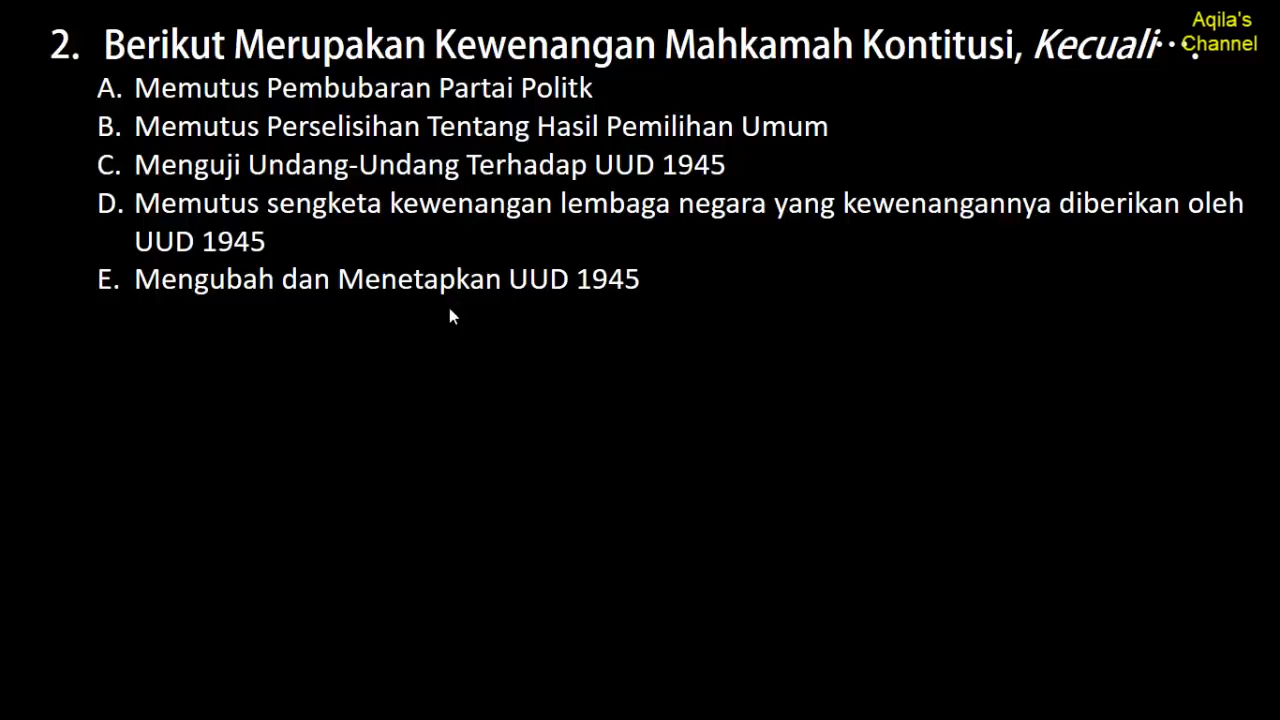 Aqila's
Channel
2. Berikut Merupakan Kewenangan Mahkamah Kontitusi, Kecuali....
A. Memutus Pembubaran Partai Politk
B. Memutus Perselisihan Tentang Hasil Pemilihan Umum
C. Menguji Undang-Undang Terhadap UUD 1945
D. Memutus sengketa kewenangan lembaga negara yang kewenangannya diberikan oleh
UUD 1945
E. Mengubah dan Menetapkan UUD 1945